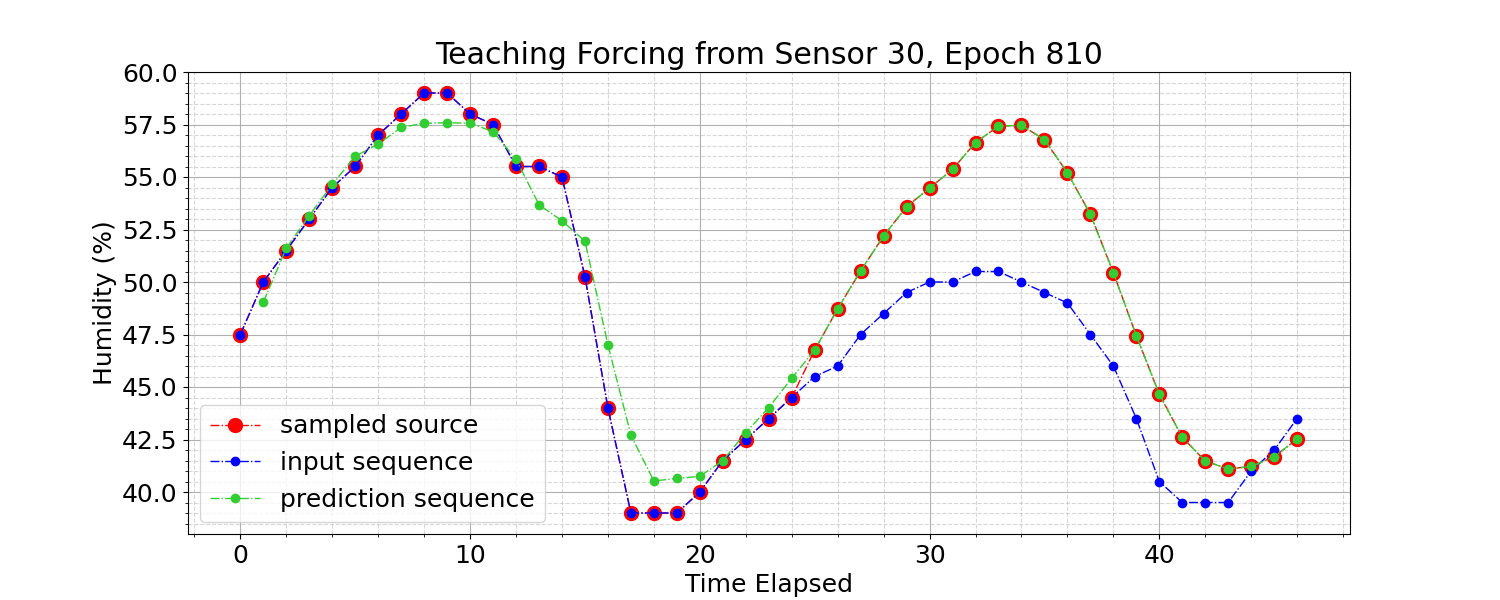 Teaching Forcing from Sensor 30, Epoch 810
60.0
57.5
55.0
52.5
50.0
47.5
45.0
42.5
40.0
Humidity (%)
sampled source
input sequence
prediction sequence
0 10 20 30 40
Time Elapsed